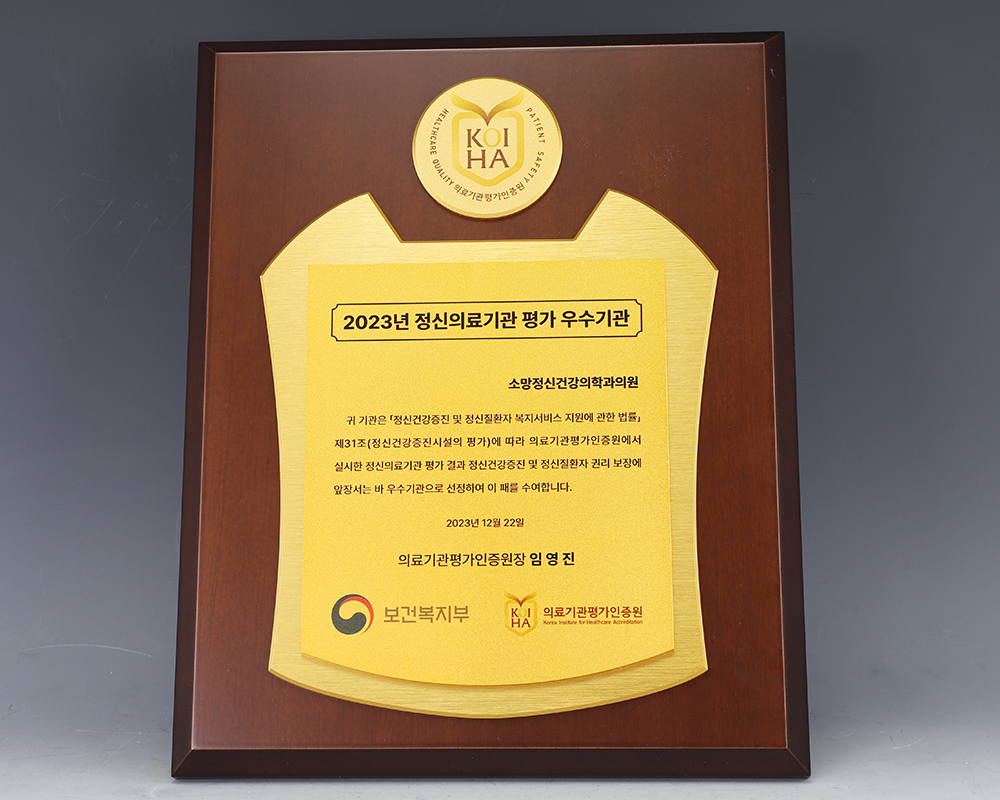 HEALTHCARE QUALITY
PATIENT SAFETY
KOI
HA
의료기관평가인증원
2023년 정신의료기관 평가 우수기관
소망정신건강의학과의원
귀 기관은 「정신건강증진 및 정신질환자 복지서비스 지원에 관한 법률」
제31조(정신건강증진시설의 평가)에 따라 의료기관평가인증원에서
실시한 정신의료기관 평가 결과 정신건강증진 및 정신질환자 권리 보장에
앞장서는 바 우수기관으로 선정하여 이 패를 수여합니다.
2023년 12월 22일
의료기관평가인증원장 임 영 진
보건복지부
KOI
HA
의료기관평가인증원
Korea Institute for Healthcare Accreditation